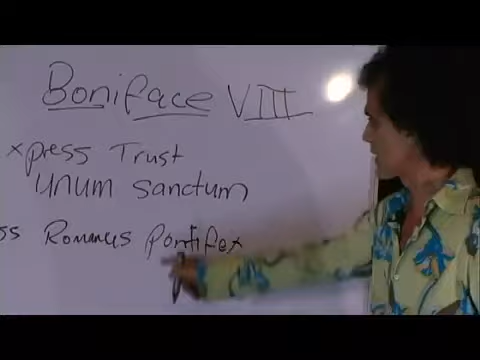 Boniface VIII
xpress Trust
unum sanctum
ss Romanus Pontifex